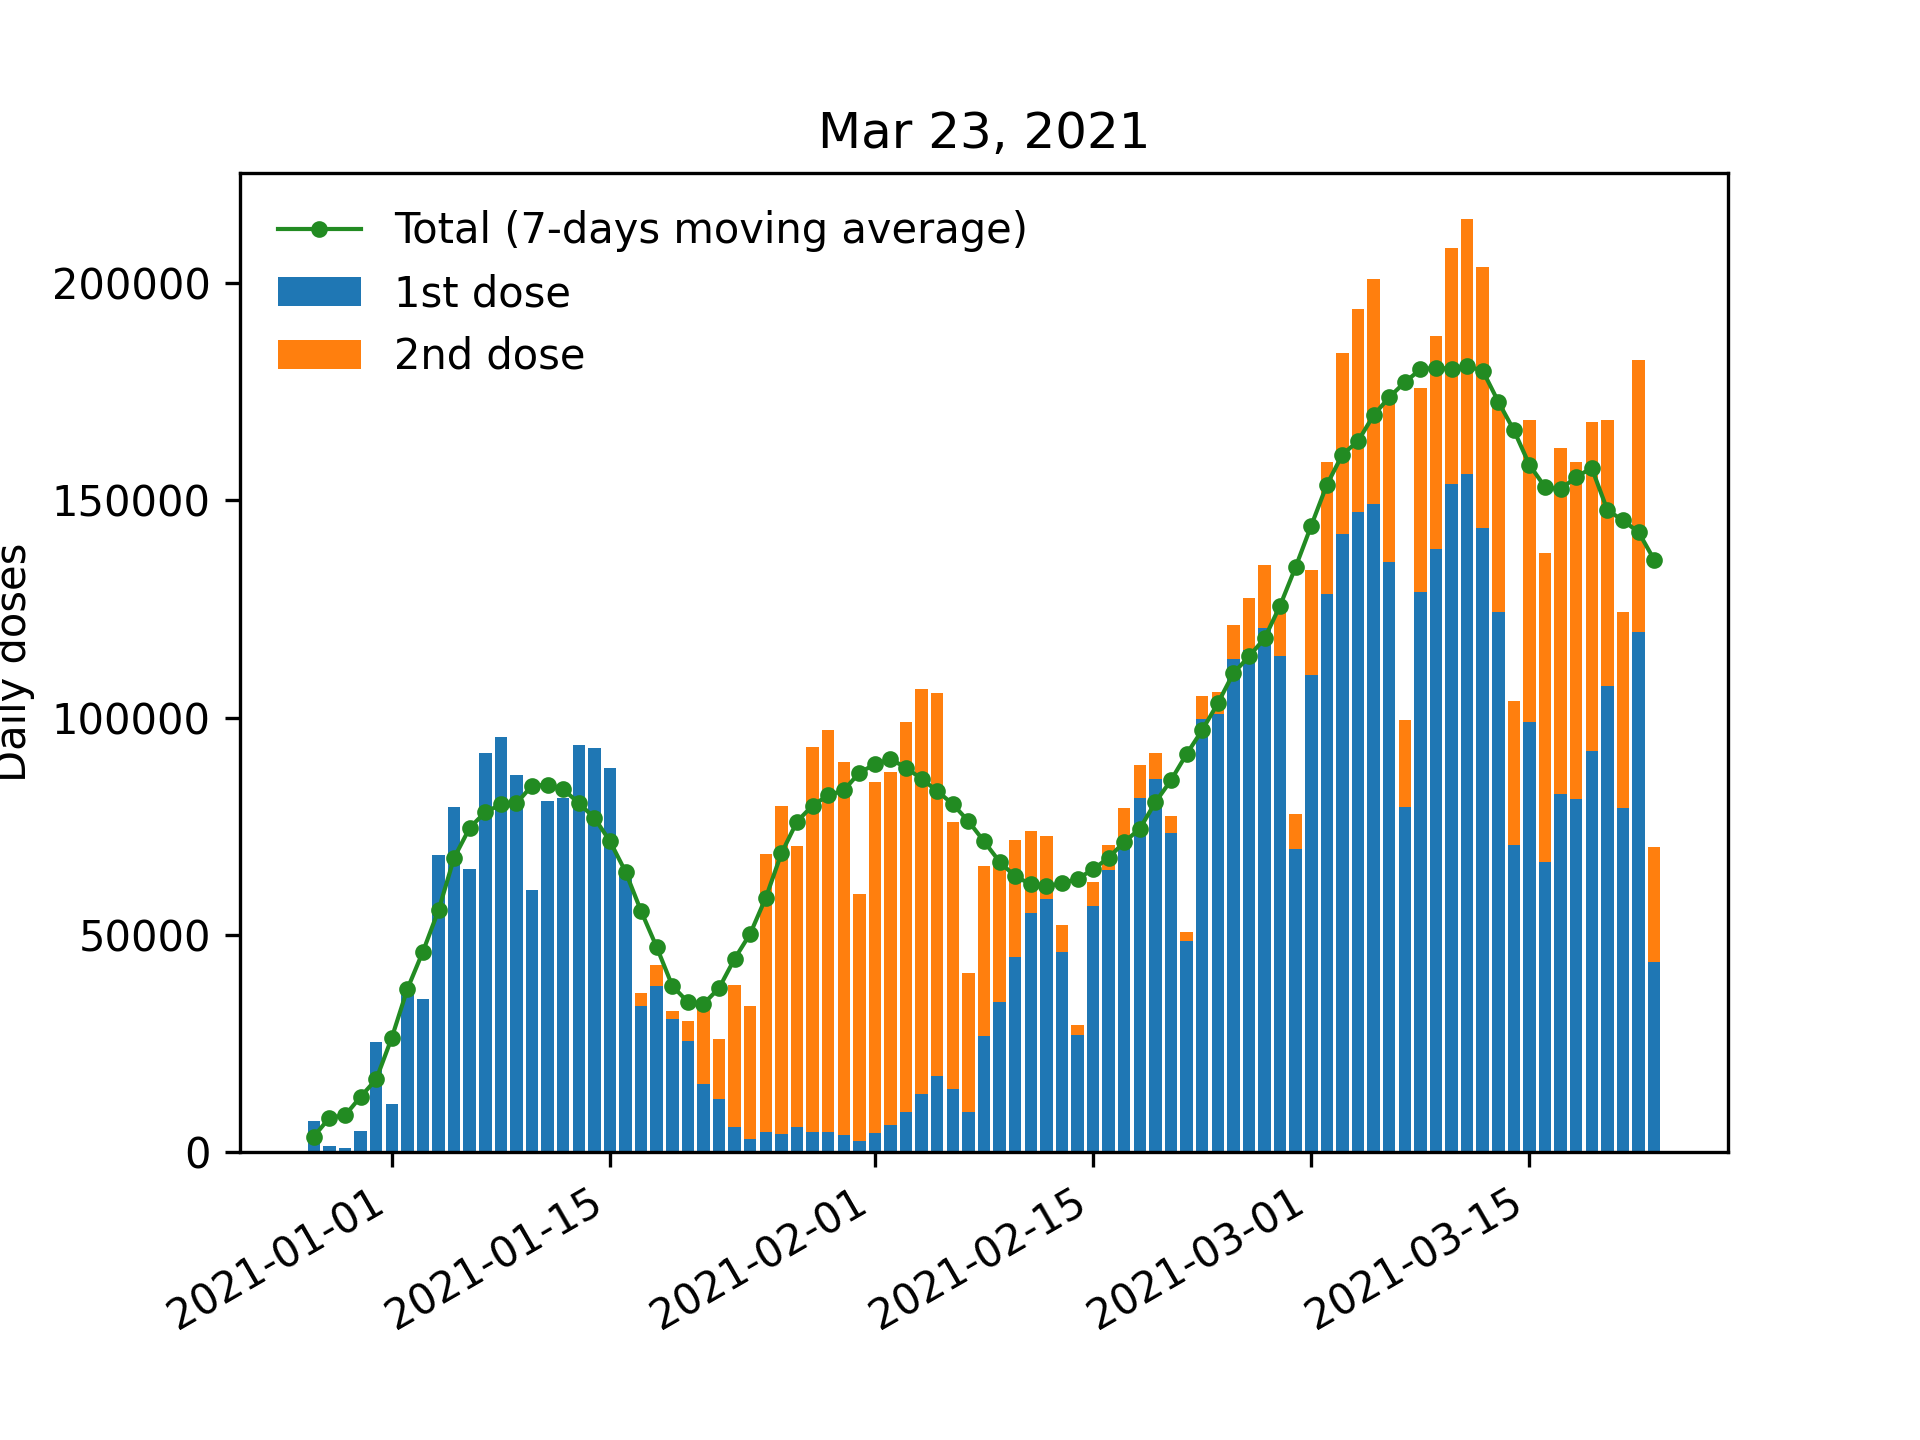 Mar 23, 2021
Total (7-days moving average)
1st dose
2nd dose
Daily doses
200000
150000
100000
50000
0
2021-01-01
2021-01-15
2021-02-01
2021-02-15
2021-03-01
2021-03-15